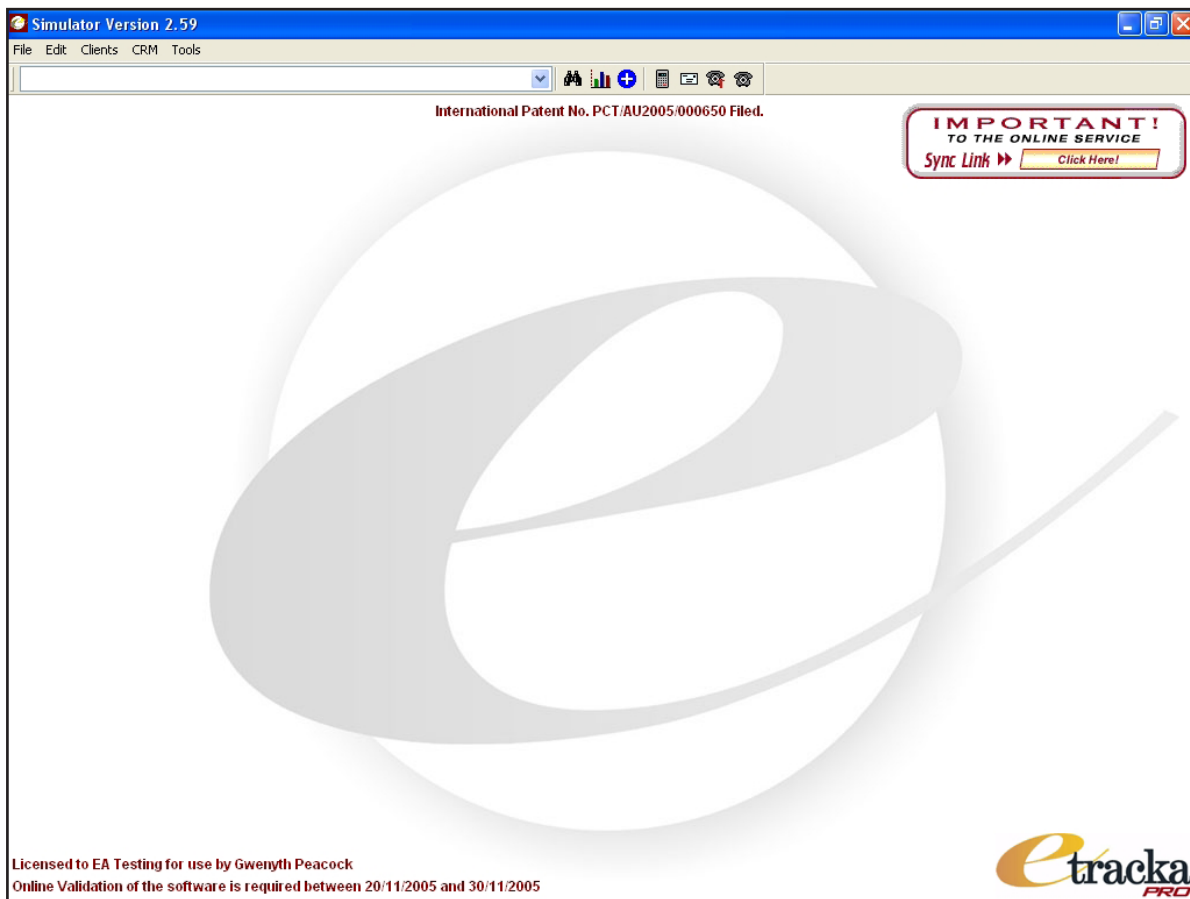 Simulator Version 2.59
File Edit Clients CRM Tools
International Patent No. PCT/AU2005/000650 Filed.
IMPORTANT!
TO THE ONLINE SERVICE
Sync Link Click Here!
Licensed to EA Testing for use by Gwenyth Peacock
Online Validation of the software is required between 20/11/2005 and 30/11/2005
etracka
PRO